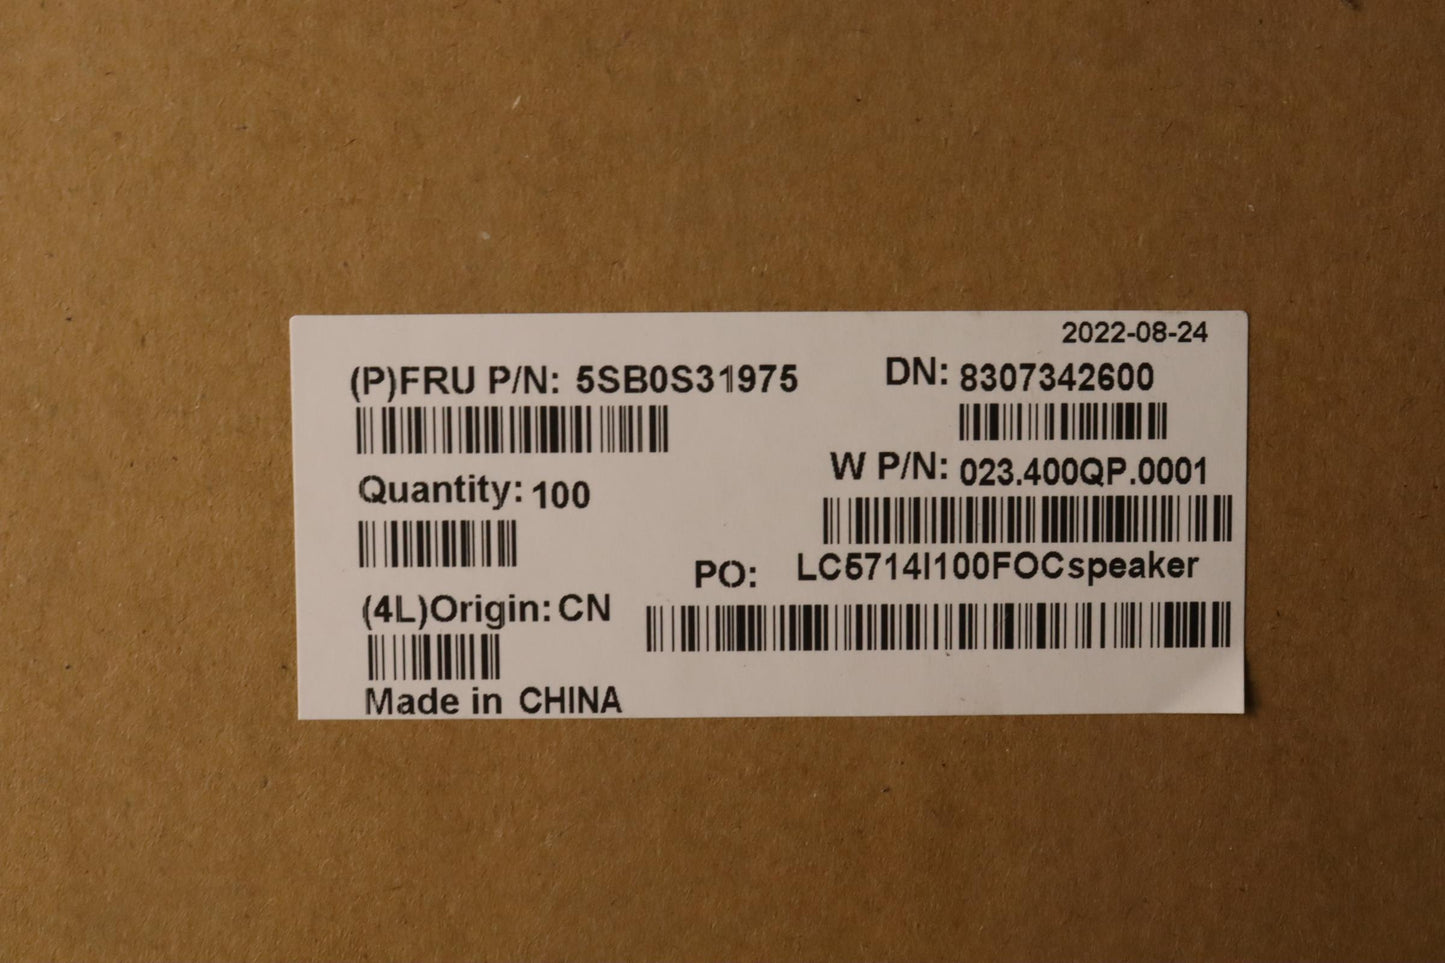 2022-08-24
(P)FRU P/N: 5SB0S31975
DN: 8307342600
W P/N: 023.400QP.0001
Quantity: 100
PO: LC5714I100FOCspeaker
(4L)Origin: CN
Made in CHINA